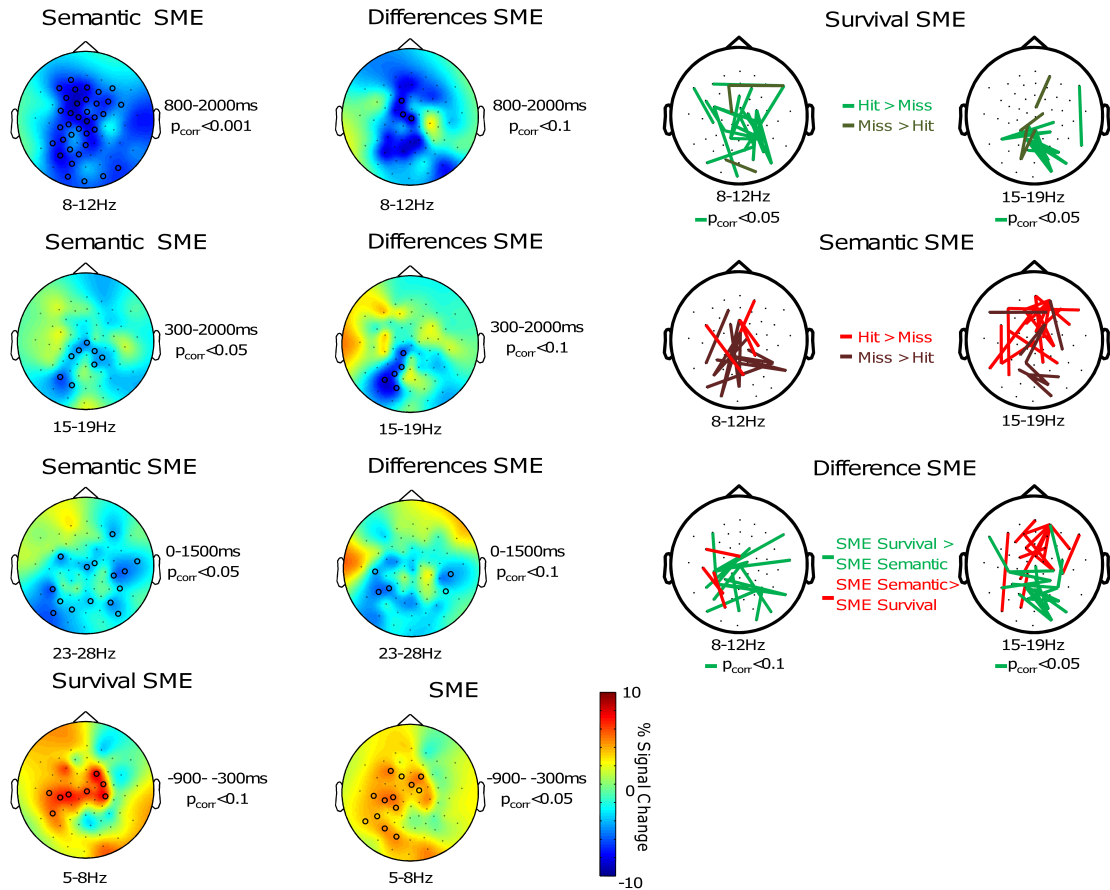 Semantic SME
800-2000ms
pcorr<0.001
8-12Hz
Differences SME
800-2000ms
pcorr<0.1
8-12Hz
Semantic SME
300-2000ms
pcorr<0.05
15-19Hz
Differences SME
300-2000ms
pcorr<0.1
15-19Hz
Semantic SME
0-1500ms
pcorr<0.05
23-28Hz
Differences SME
0-1500ms
pcorr<0.1
23-28Hz
Survival SME
-900- -300ms
pcorr<0.1
5-8Hz
SME
-900- -300ms
pcorr<0.05
5-8Hz
10
0
-10
% Signal Change
Survival SME
Hit > Miss
Miss > Hit
8-12Hz
pcorr<0.05
15-19Hz
pcorr<0.05
Semantic SME
Hit > Miss
Miss > Hit
8-12Hz
15-19Hz
Difference SME
SME Survival >
SME Semantic
SME Semantic>
SME Survival
8-12Hz
pcorr<0.1
15-19Hz
pcorr<0.05